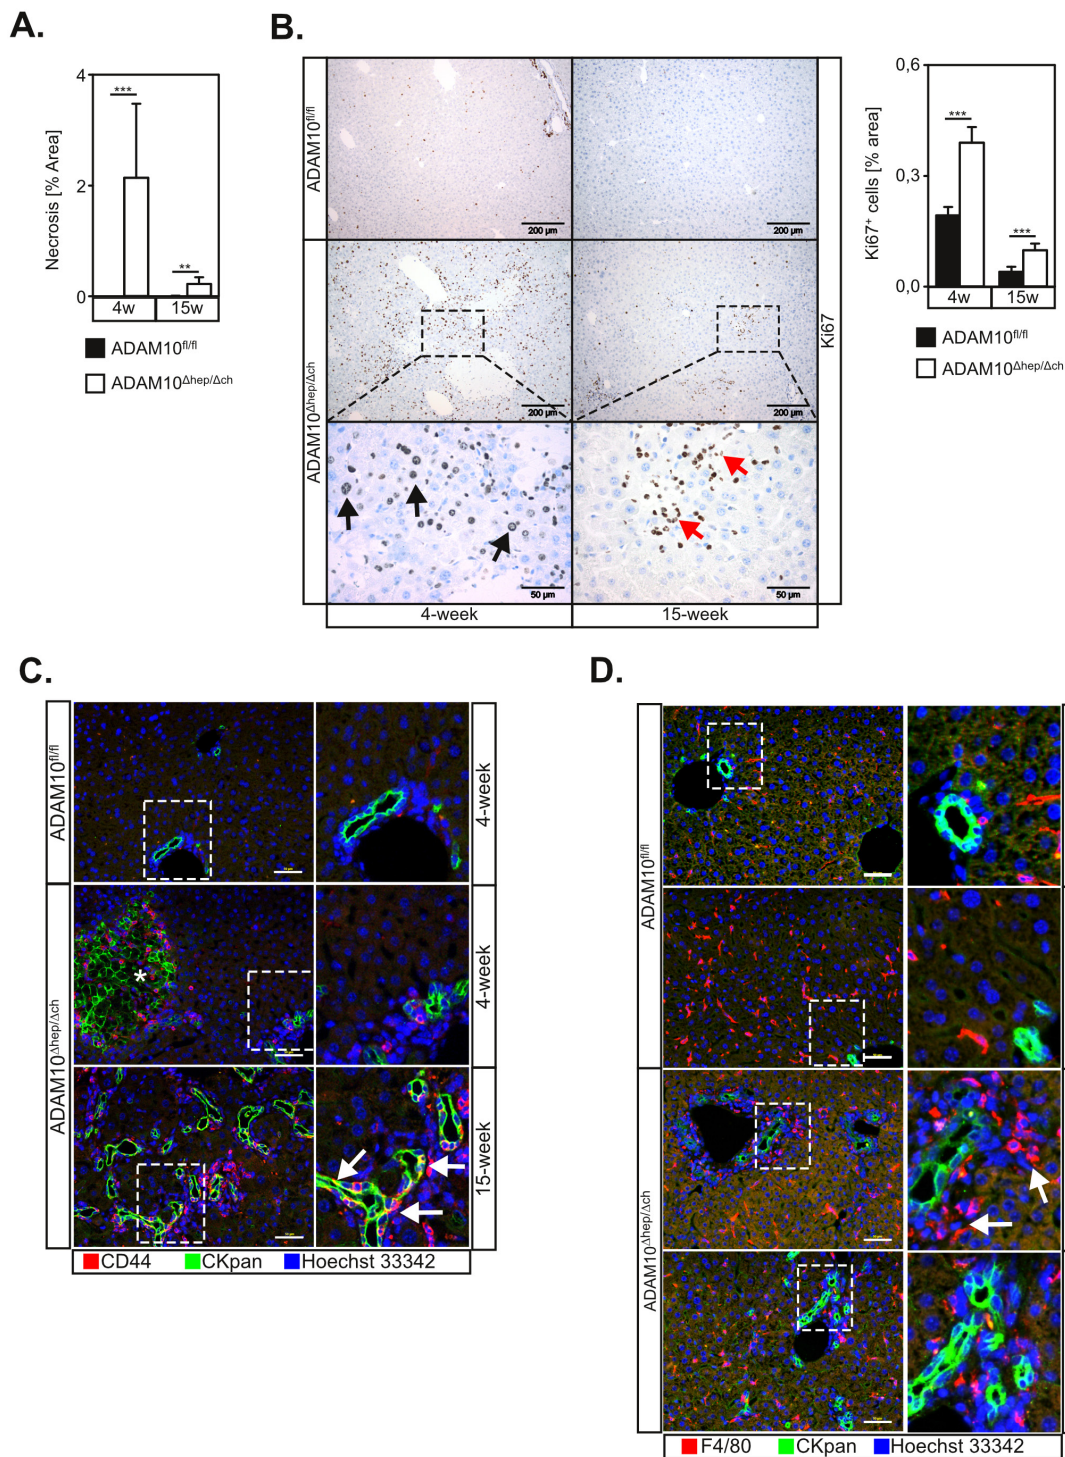 A.
B.
4
2
0
Necrosis [% Area]
***
**
4w
15w
ADAM10fl/fl
ADAM10Δhep/Δch
ADAM10fl/fl
ADAM10Δhep/Δch
200 µm
200 µm
200 µm
200 µm
50 µm
50 µm
Ki67
4-week
15-week
0,6
0,3
0,0
Ki67+ cells [% area]
***
***
4w
15w
ADAM10fl/fl
ADAM10Δhep/Δch
C.
D.
ADAM10fl/fl
ADAM10Δhep/Δch
*
4-week
4-week
15-week
CD44
CKpan
Hoechst 33342
ADAM10fl/fl
ADAM10Δhep/Δch
F4/80
CKpan
Hoechst 33342